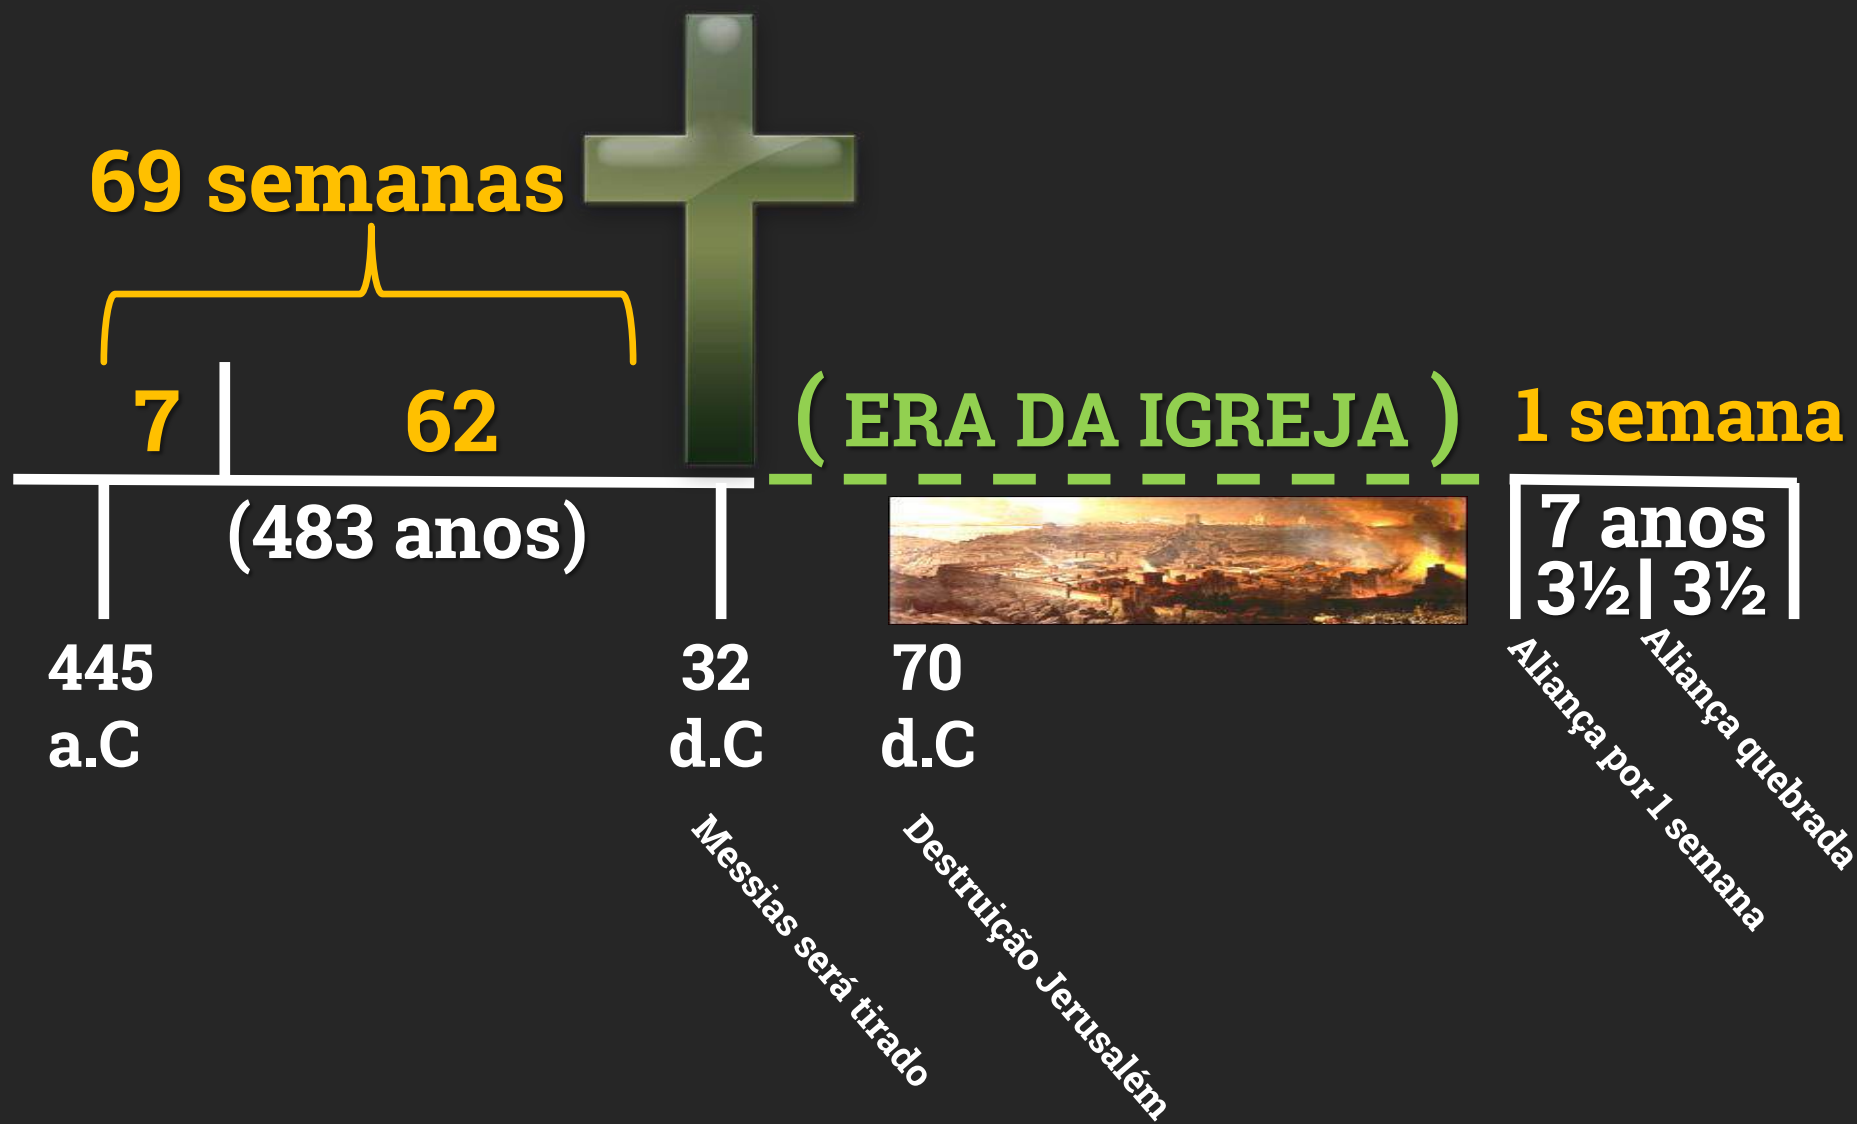 69 semanas
7 62
(483 anos)
( ERA DA IGREJA )
1 semana
7 anos
3½ 3½
445
a.C
32
d.C
70
d.C
Messias será tirado
Destruição Jerusalém
Aliança por 1 semana
Aliança quebrada